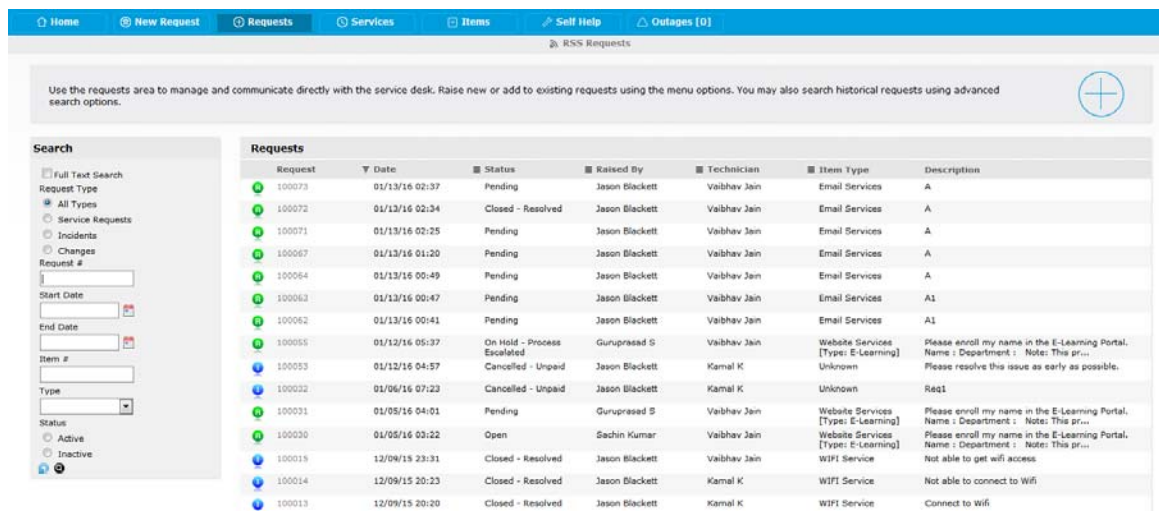 Home New Request Requests Services Items Self Help Outages [0]
RSS Requests
Use the requests area to manage and communicate directly with the service desk. Raise new or add to existing requests using the menu options. You may also search historical requests using advanced
search options.
Search
Full Text Search
Request Type
All Types
Service Requests
Incidents
Changes
Request #
Start Date
End Date
Item #
Type
Status
Active
Inactive
Requests
Request Date Status Raised By Technician Item Type Description
R 100073 01/13/16 02:37 Pending Jason Blackett Vaibhav Jain Email Services A
R 100072 01/13/16 02:34 Closed - Resolved Jason Blackett Vaibhav Jain Email Services A
R 100071 01/13/16 02:25 Pending Jason Blackett Vaibhav Jain Email Services A
R 100067 01/13/16 01:20 Pending Jason Blackett Vaibhav Jain Email Services A
R 100064 01/13/16 00:49 Pending Jason Blackett Vaibhav Jain Email Services A
R 100063 01/13/16 00:47 Pending Jason Blackett Vaibhav Jain Email Services A1
R 100062 01/13/16 00:41 Pending Jason Blackett Vaibhav Jain Email Services A1
R 100055 01/12/16 05:37 On Hold - Process Guruprasad S Vaibhav Jain Website Services Please enroll my name in the E-Learning Portal.
Escalated [Type: E-Learning] Name : Department : Note: This pr...
100053 01/12/16 04:57 Cancelled - Unpaid Jason Blackett Kamal K Unknown Please resolve this issue as early as possible.
100032 01/06/16 07:23 Cancelled - Unpaid Jason Blackett Kamal K Unknown Req1
R 100031 01/05/16 04:01 Pending Guruprasad S Vaibhav Jain Website Services Please enroll my name in the E-Learning Portal.
[Type: E-Learning] Name : Department : Note: This pr...
R 100030 01/05/16 03:22 Open Sachin Kumar Vaibhav Jain Website Services Please enroll my name in the E-Learning Portal.
[Type: E-Learning] Name : Department : Note: This pr...
100015 12/09/15 23:31 Closed - Resolved Jason Blackett Vaibhav Jain WIFI Service Not able to get wifi access
100014 12/09/15 20:23 Closed - Resolved Jason Blackett Kamal K WIFI Service Not able to connect to Wifi
100013 12/09/15 20:20 Closed - Resolved Jason Blackett Kamal K WIFI Service Connect to Wifi